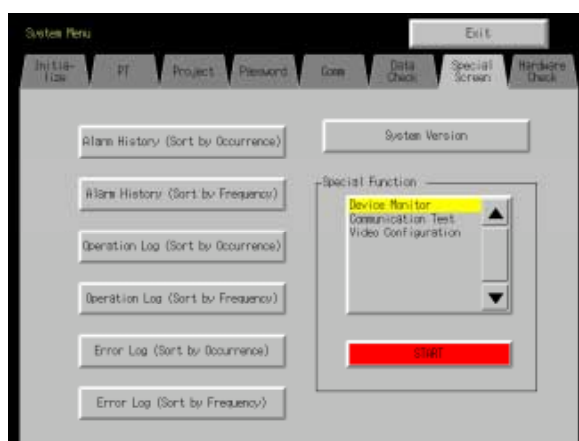 System Menu
Exit
Initia-
lize
PT
Project
Password
Comm
Data
Check
Special
Screen
Hardware
Check
Alarm History (Sort by Occurrence)
System Version
Alarm History (Sort by Frequency)
Special Function
Device Monitor
Communication Test
Video Configuration
Operation Log (Sort by Occurrence)
Operation Log (Sort by Frequency)
Error Log (Sort by Occurrence)
START
Error Log (Sort by Frequency)